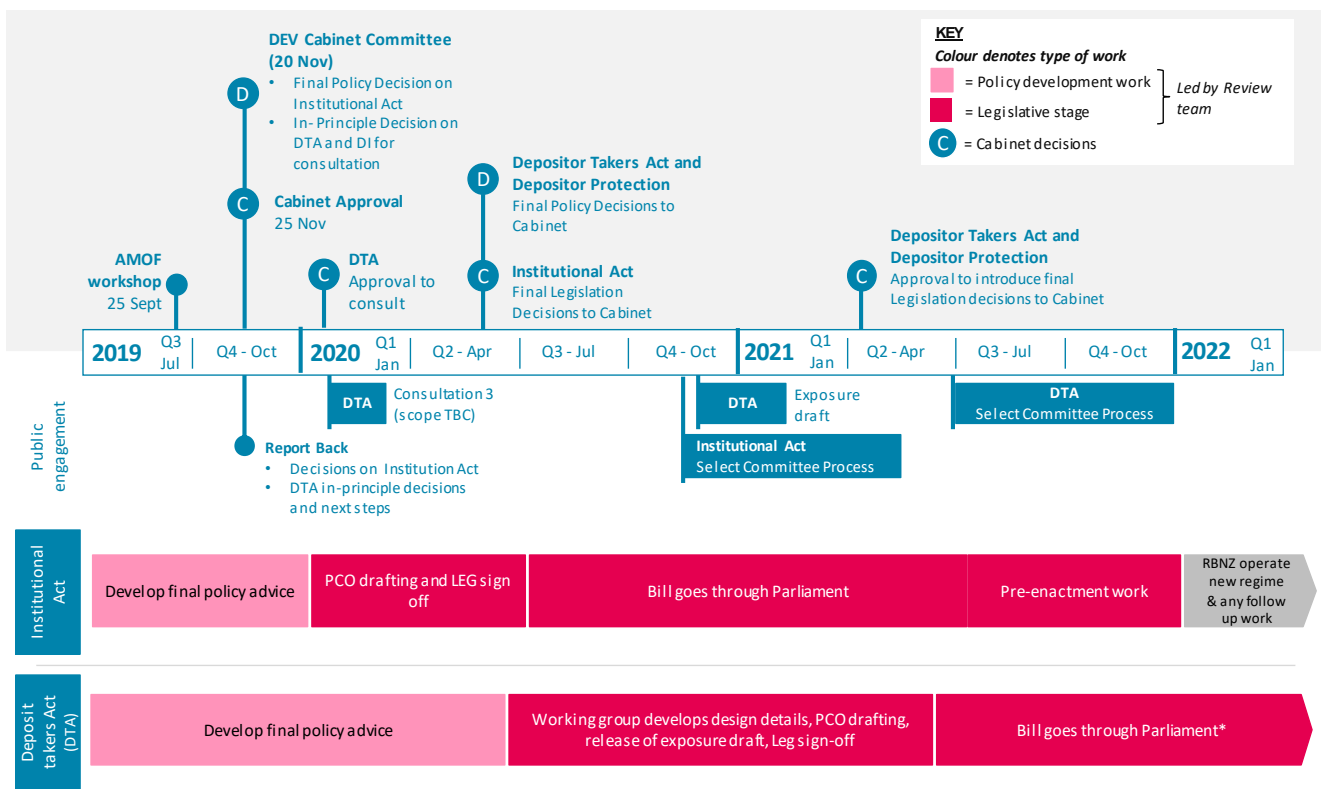 DEV Cabinet Committee
(20 Nov)
• Final Policy Decision on
Institutional Act
• In- Principle Decision on
DTA and DI for
consultation
D
C
Cabinet Approval
25 Nov
AMOF
workshop
25 Sept
C
DTA
Approval to
consult
D
Depositor Takers Act and
Depositor Protection
Final Policy Decisions to
Cabinet
C
Institutional Act
Final Legislation
Decisions to Cabinet
KEY
Colour denotes type of work
= Policy development work
= Legislative stage
Led by Review
team
C = Cabinet decisions
C
Depositor Takers Act and
Depositor Protection
Approval to introduce final
Legislation decisions to Cabinet
2019 Q3 Jul Q4 - Oct 2020 Q1 Jan Q2 - Apr Q3 - Jul Q4 - Oct 2021 Q1 Jan Q2 - Apr Q3 - Jul Q4 - Oct 2022 Q1 Jan
Public
engagement
DTA
Consultation 3
(scope TBC)
Report Back
• Decisions on Institution Act
• DTA in-principle decisions
and next steps
DTA
Exposure
draft
Institutional Act
Select Committee Process
DTA
Select Committee Process
Institutional
Act
Develop final policy advice
PCO drafting and LEG sign
off
Bill goes through Parliament
Pre-enactment work
RBNZ operate
new regime
& any follow
up work
Deposit
takers Act
(DTA)
Develop final policy advice
Working group develops design details, PCO drafting,
release of exposure draft, Leg sign-off
Bill goes through Parliament*